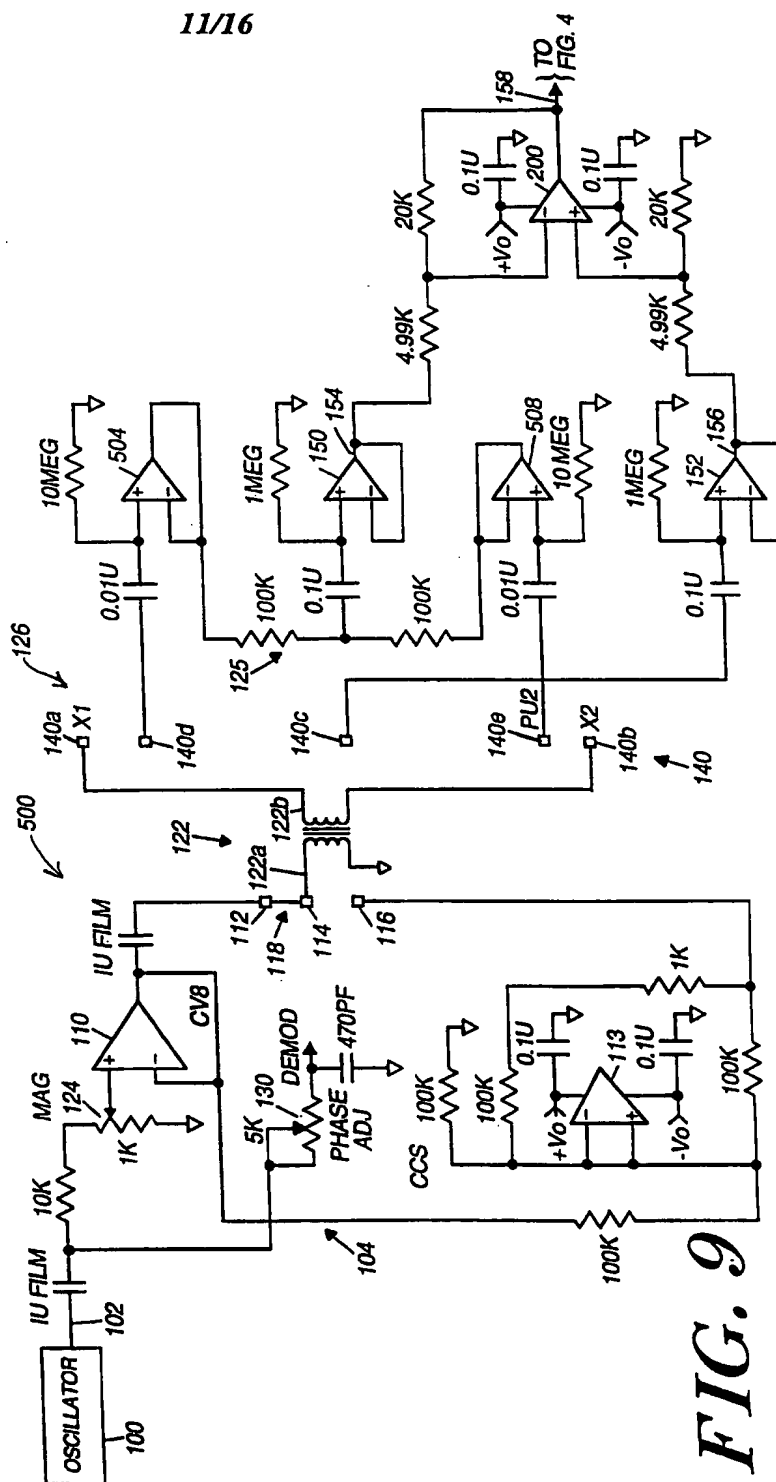 11/16
OSCILLATOR
100
102
IU FILM
10K
MAG
124
1K
110
CV8
IU FILM
500
112
118
114
116
122
122a
122b
5K
130
DEMOD
PHASE
ADJ
470PF
104
100K
CCS
100K
100K
+Vo
-Vo
0.1U
0.1U
113
1K
100K
126
140a
X1
140d
140c
140e
PU2
X2
140b
140
0.01U
10MEG
504
100K
125
0.1U
1MEG
150
154
100K
0.01U
508
10 MEG
0.1U
1MEG
152
156
4.99K
20K
0.1U
200
+Vo
-Vo
0.1U
4.99K
20K
158
TO
FIG. 4
FIG. 9